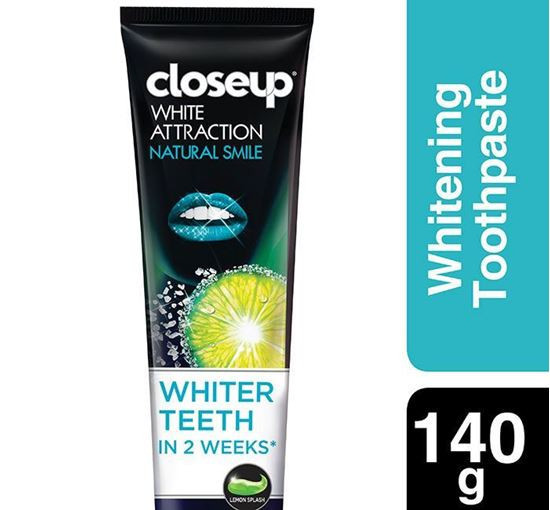 closeup®
WHITE
ATTRACTION
NATURAL SMILE
WHITER
TEETH
IN 2 WEEKS*
LEMON SPLASH
Whitening
Toothpaste
140
g